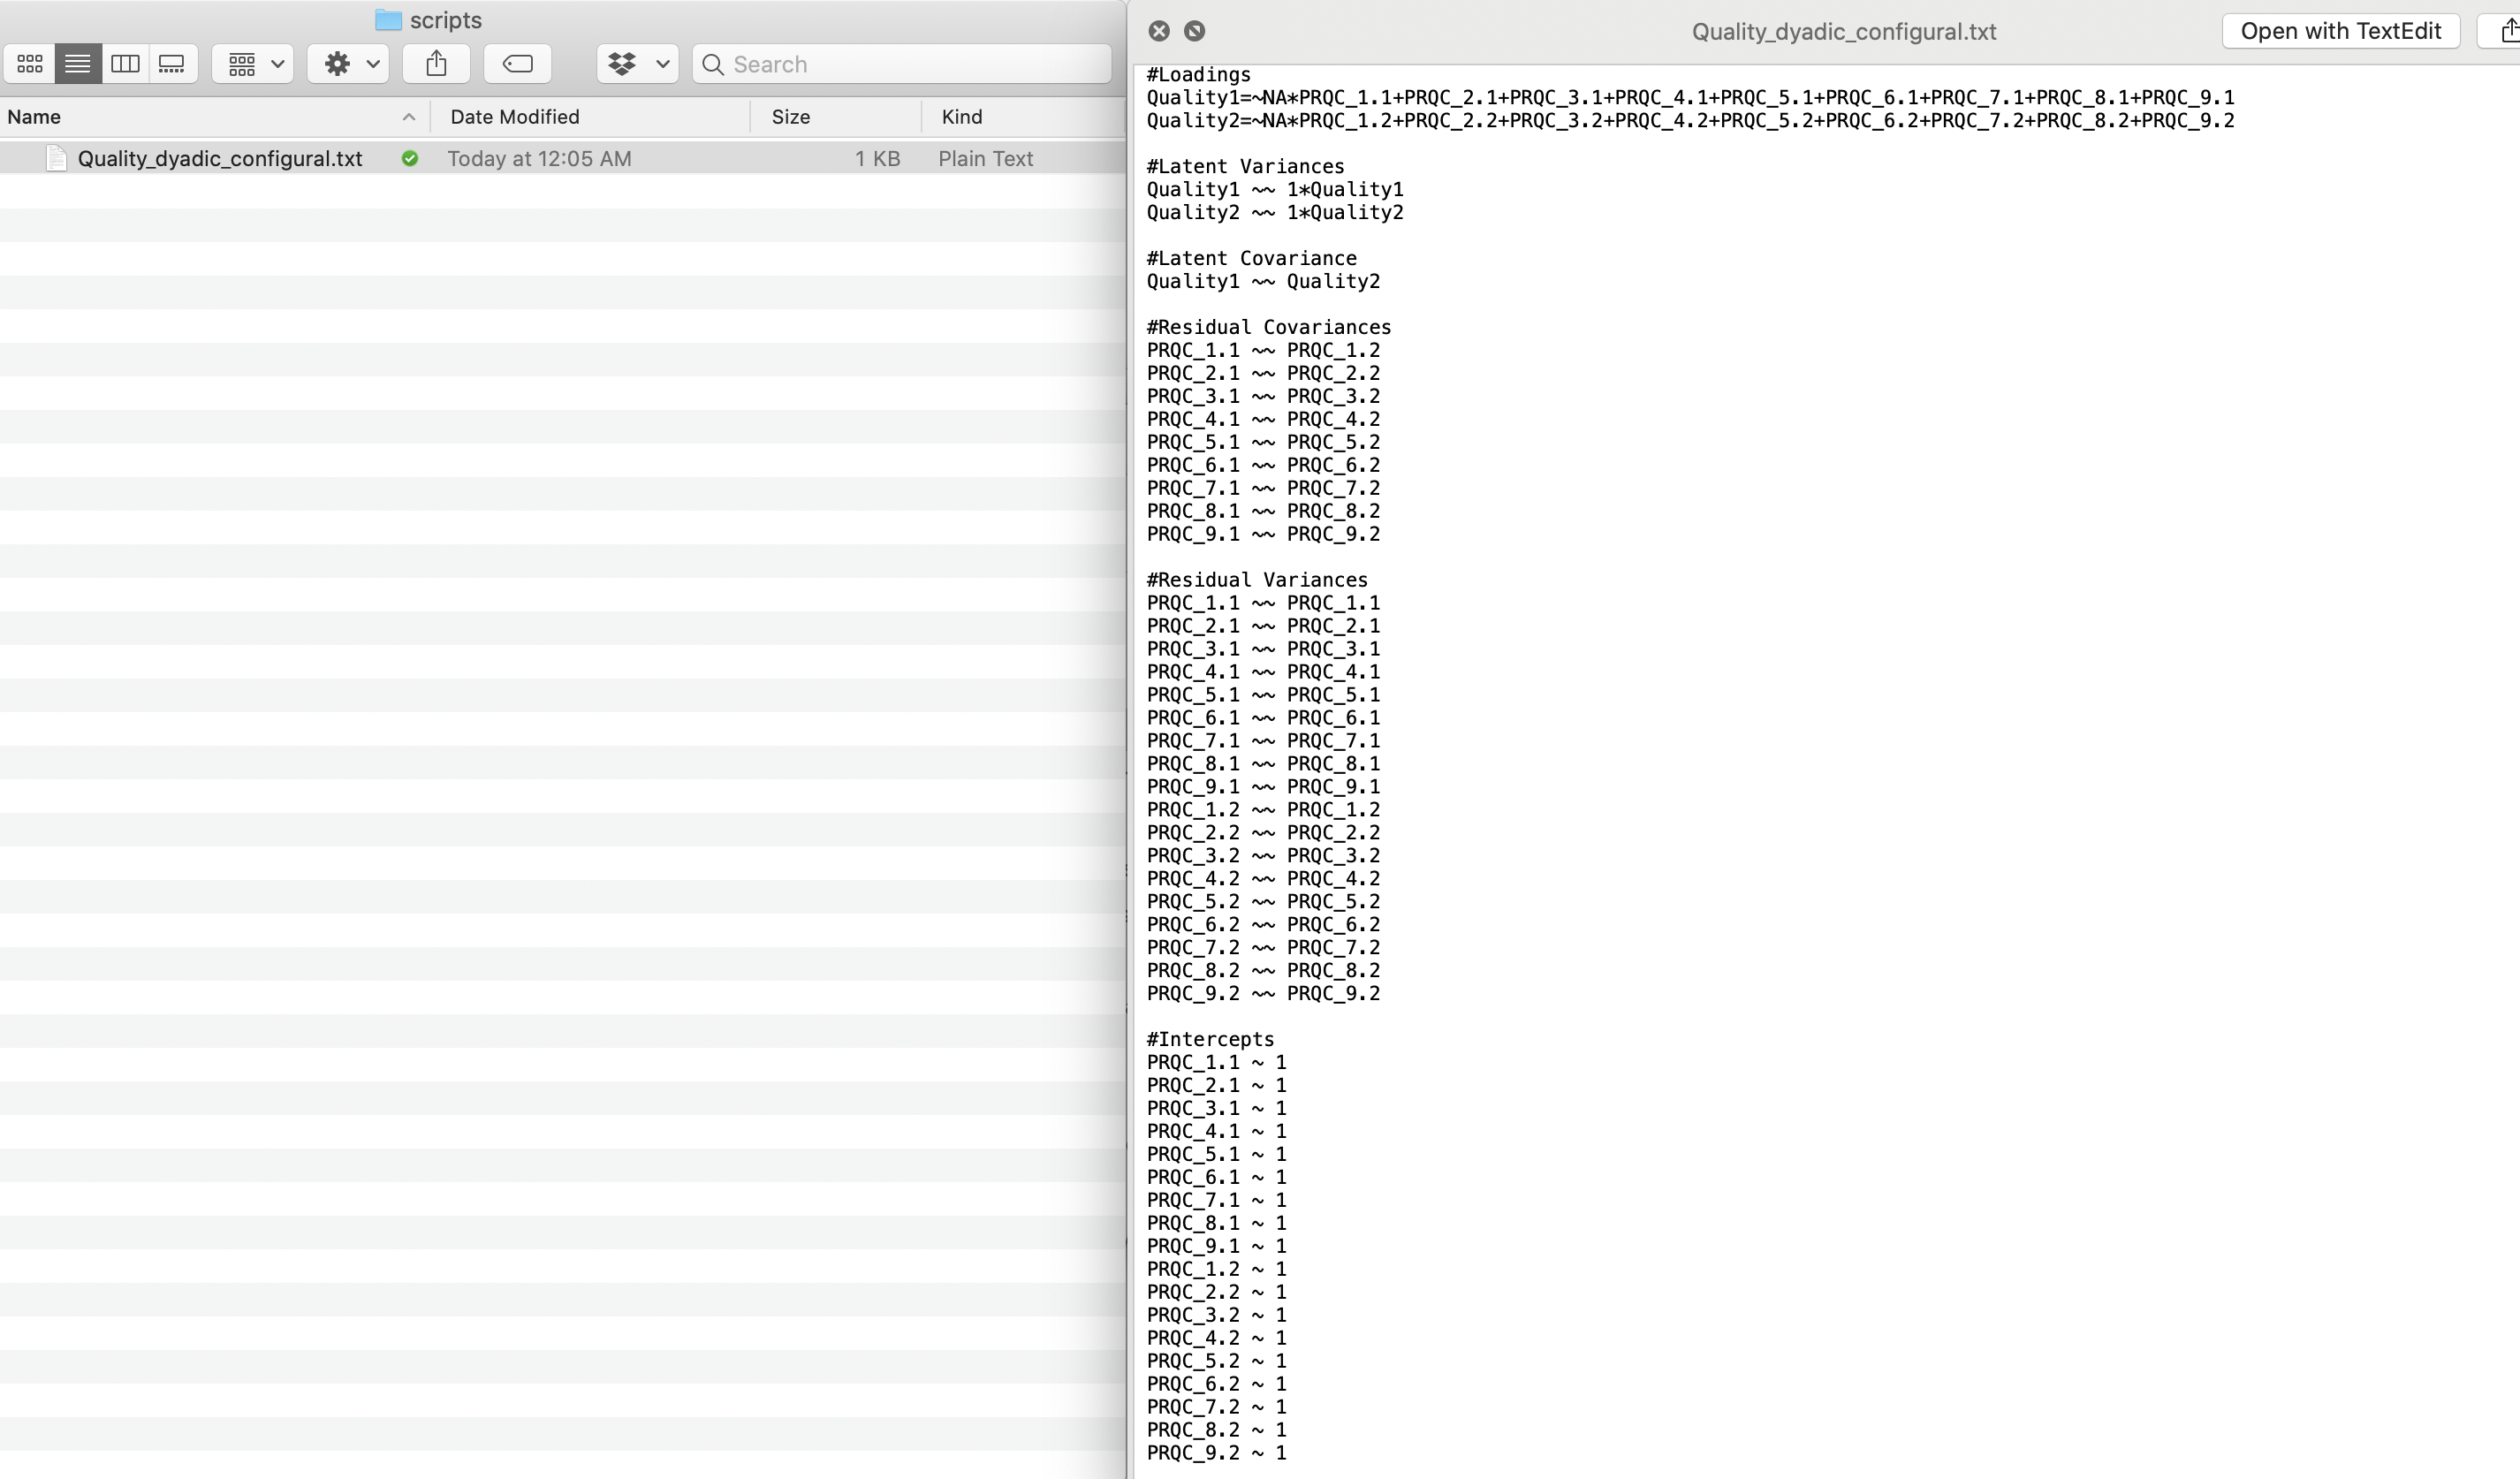 scripts
Search
Name Date Modified Size Kind
Quality_dyadic_configural.txt Today at 12:05 AM 1 KB Plain Text
Quality_dyadic_configural.txt
Open with TextEdit
#Loadings
Quality1=~NA*PRQC_1.1+PRQC_2.1+PRQC_3.1+PRQC_4.1+PRQC_5.1+PRQC_6.1+PRQC_7.1+PRQC_8.1+PRQC_9.1
Quality2=~NA*PRQC_1.2+PRQC_2.2+PRQC_3.2+PRQC_4.2+PRQC_5.2+PRQC_6.2+PRQC_7.2+PRQC_8.2+PRQC_9.2
#Latent Variances
Quality1 ~~ 1*Quality1
Quality2 ~~ 1*Quality2
#Latent Covariance
Quality1 ~~ Quality2
#Residual Covariances
PRQC_1.1 ~~ PRQC_1.2
PRQC_2.1 ~~ PRQC_2.2
PRQC_3.1 ~~ PRQC_3.2
PRQC_4.1 ~~ PRQC_4.2
PRQC_5.1 ~~ PRQC_5.2
PRQC_6.1 ~~ PRQC_6.2
PRQC_7.1 ~~ PRQC_7.2
PRQC_8.1 ~~ PRQC_8.2
PRQC_9.1 ~~ PRQC_9.2
#Residual Variances
PRQC_1.1 ~~ PRQC_1.1
PRQC_2.1 ~~ PRQC_2.1
PRQC_3.1 ~~ PRQC_3.1
PRQC_4.1 ~~ PRQC_4.1
PRQC_5.1 ~~ PRQC_5.1
PRQC_6.1 ~~ PRQC_6.1
PRQC_7.1 ~~ PRQC_7.1
PRQC_8.1 ~~ PRQC_8.1
PRQC_9.1 ~~ PRQC_9.1
PRQC_1.2 ~~ PRQC_1.2
PRQC_2.2 ~~ PRQC_2.2
PRQC_3.2 ~~ PRQC_3.2
PRQC_4.2 ~~ PRQC_4.2
PRQC_5.2 ~~ PRQC_5.2
PRQC_6.2 ~~ PRQC_6.2
PRQC_7.2 ~~ PRQC_7.2
PRQC_8.2 ~~ PRQC_8.2
PRQC_9.2 ~~ PRQC_9.2
#Intercepts
PRQC_1.1 ~ 1
PRQC_2.1 ~ 1
PRQC_3.1 ~ 1
PRQC_4.1 ~ 1
PRQC_5.1 ~ 1
PRQC_6.1 ~ 1
PRQC_7.1 ~ 1
PRQC_8.1 ~ 1
PRQC_9.1 ~ 1
PRQC_1.2 ~ 1
PRQC_2.2 ~ 1
PRQC_3.2 ~ 1
PRQC_4.2 ~ 1
PRQC_5.2 ~ 1
PRQC_6.2 ~ 1
PRQC_7.2 ~ 1
PRQC_8.2 ~ 1
PRQC_9.2 ~ 1